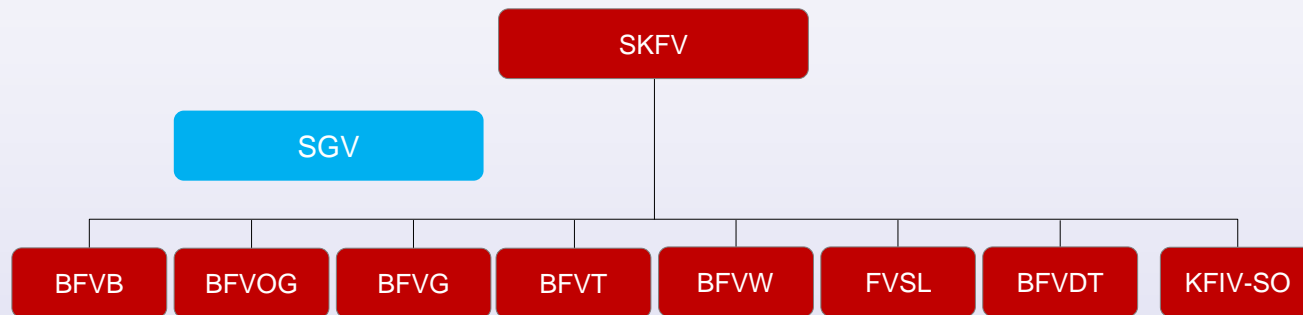 SKFV
SGV
BFVB
BFVOG
BFVG
BFVT
BFVW
FVSL
BFVDT
KFIV-SO